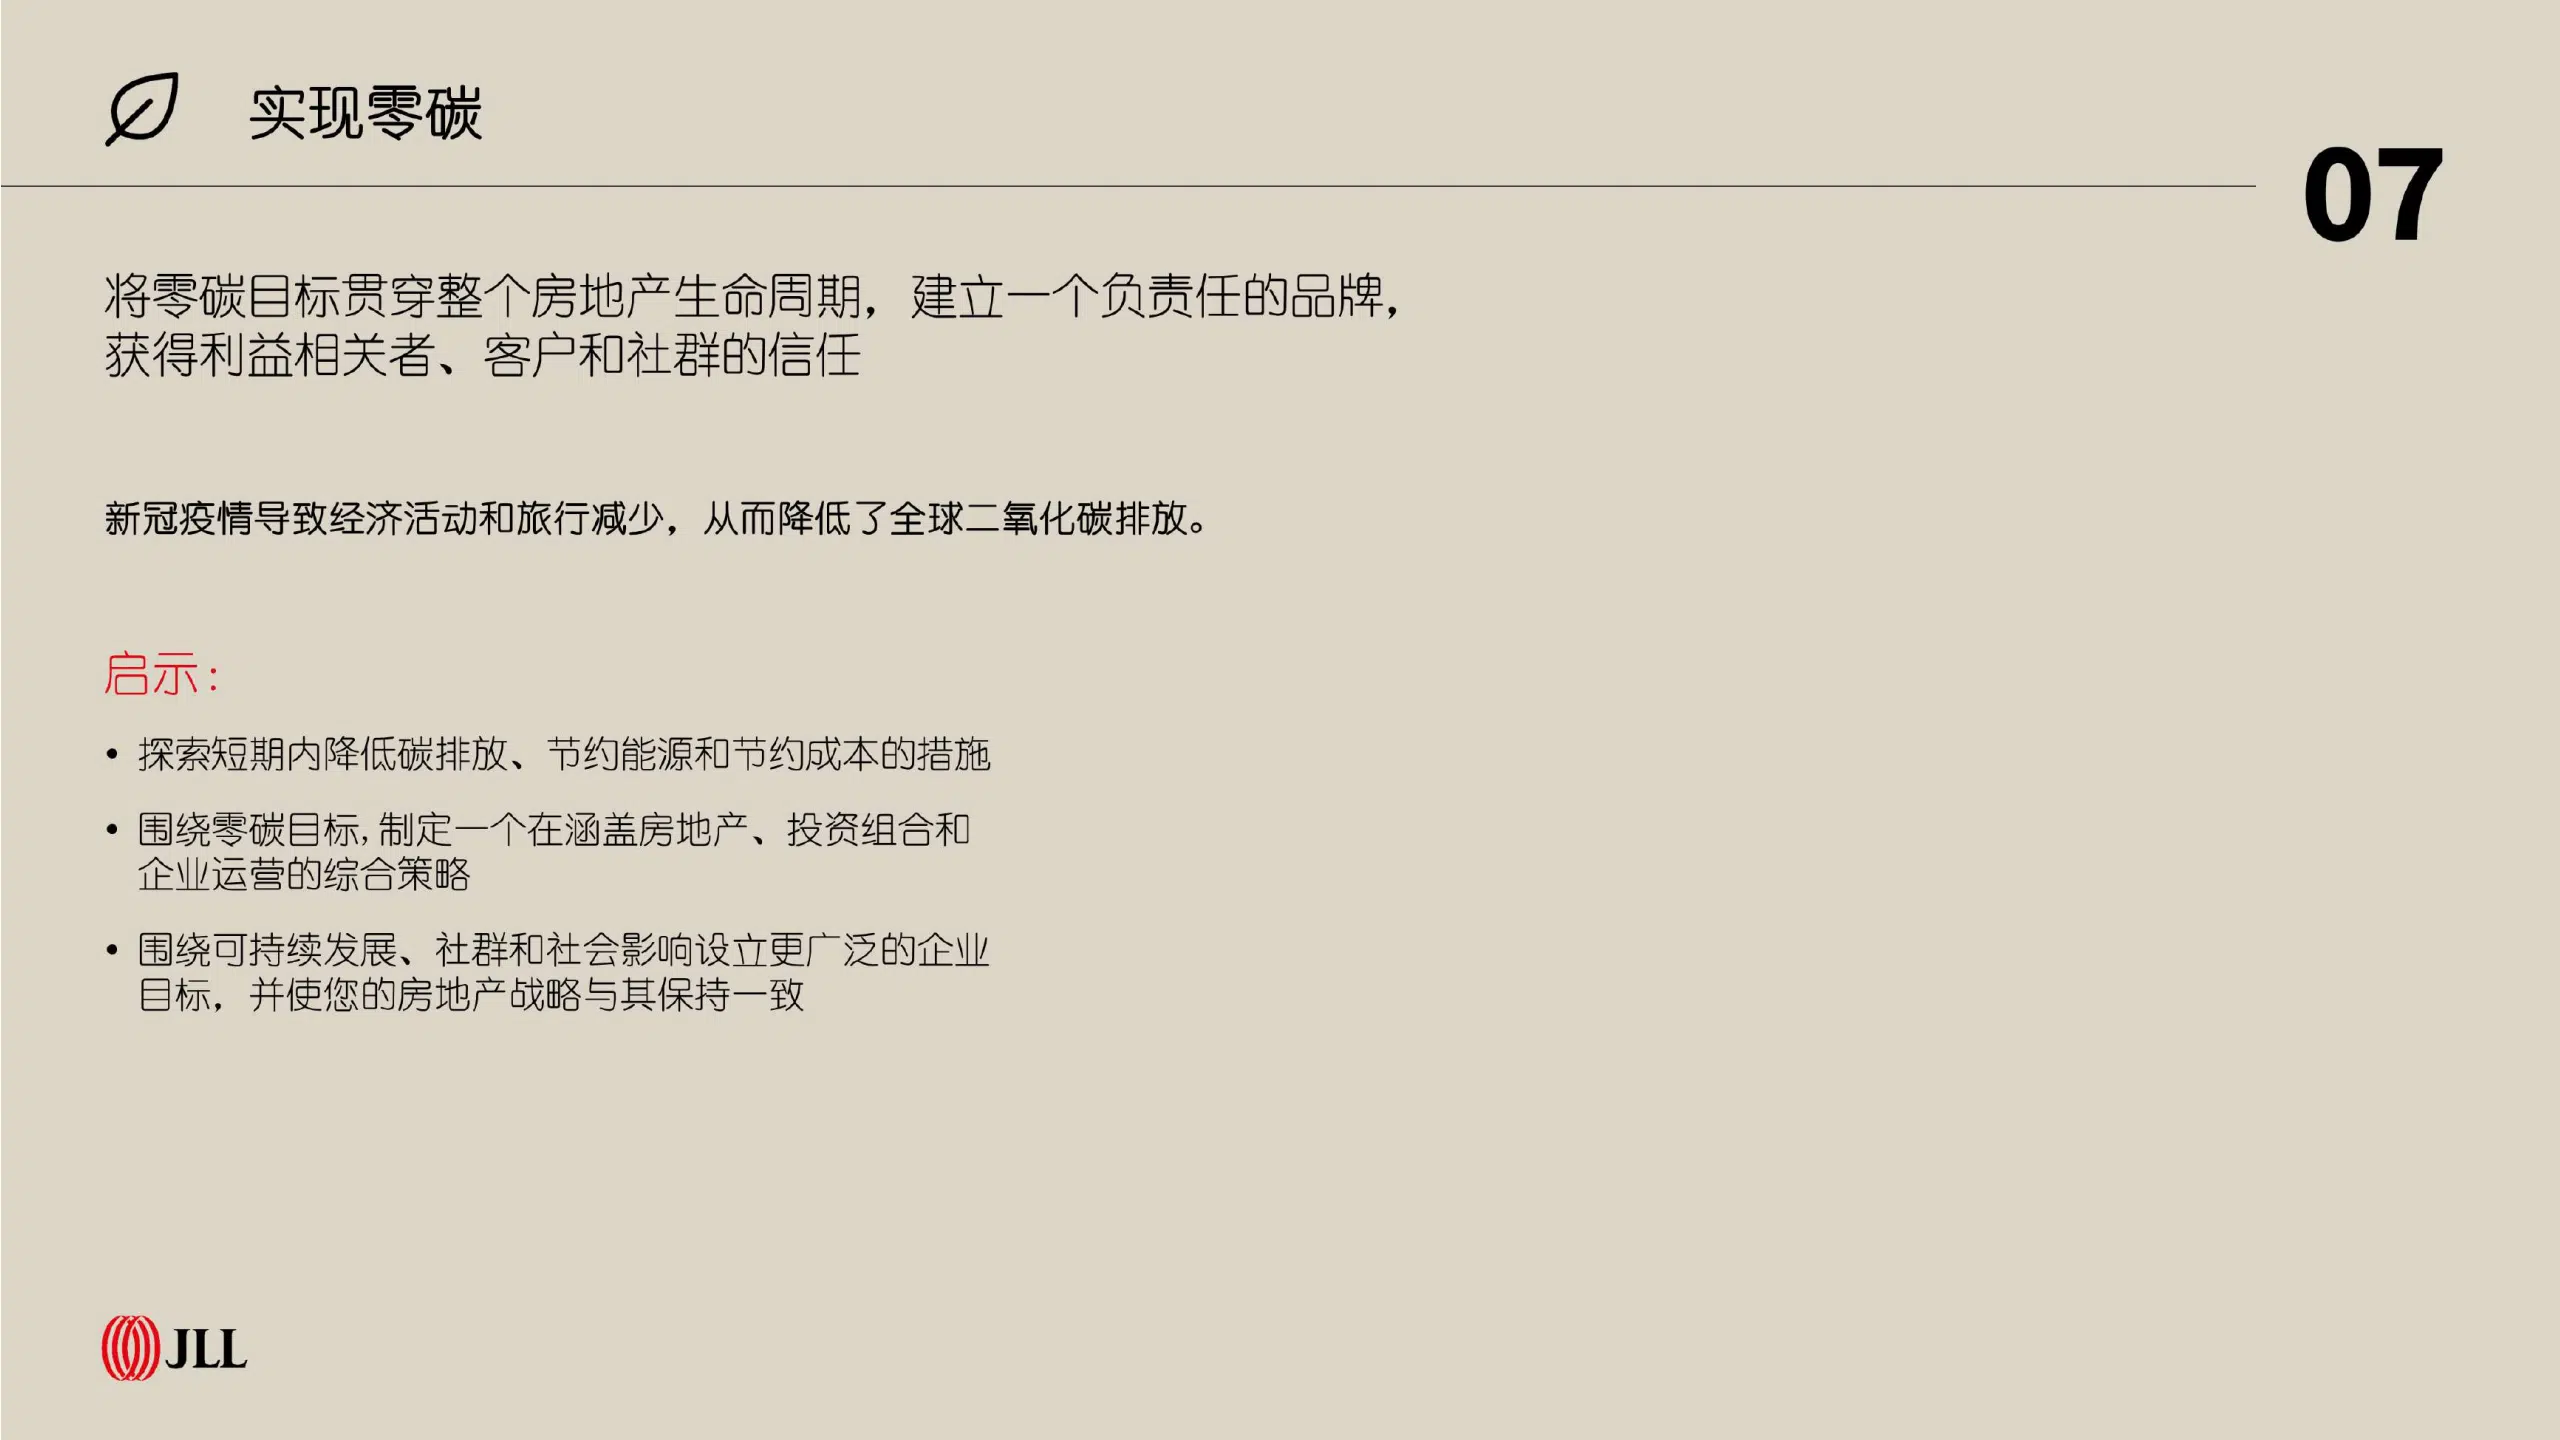 实现零碳
07
将零碳目标贯穿整个房地产生命周期，建立一个负责任的品牌，
获得利益相关者、客户和社群的信任
新冠疫情导致经济活动和旅行减少，从而降低了全球二氧化碳排放。
启示：
• 探索短期内降低碳排放、节约能源和节约成本的措施
• 围绕零碳目标,制定一个在涵盖房地产、投资组合和
企业运营的综合策略
• 围绕可持续发展、社群和社会影响设立更广泛的企业
目标，并使您的房地产战略与其保持一致
JLL